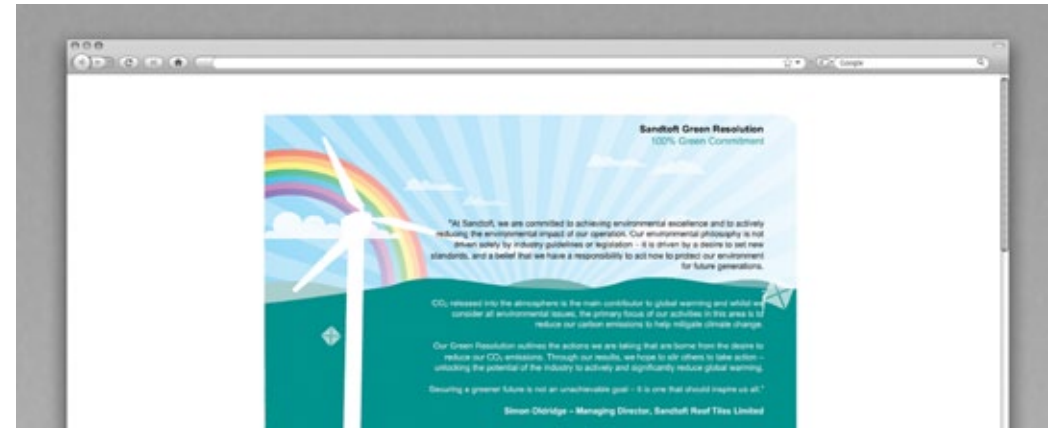 Google
Sandtoft Green Resolution
100% Green Commitment
"At Sandtoft, we are committed to achieving environmental excellence and to actively
reducing the environmental impact of our operation. Our environmental philosophy is not
driven solely by industry guidelines or legislation – it is driven by a desire to set new
standards, and a belief that we have a responsibility to act now to protect our environment
for future generations.
CO₂ released into the atmosphere is the main contributor to global warming and whilst we
consider all environmental issues, the primary focus of our activities in this area is to
reduce our carbon emissions to help mitigate climate change.
Our Green Resolution outlines the actions we are taking that are borne from the desire to
reduce our CO₂ emissions. Through our results, we hope to stir others to take action –
unlocking the potential of the industry to actively and significantly reduce global warming.
Securing a greener future is not an unachievable goal – it is one that should inspire us all."
Simon Oldridge – Managing Director, Sandtoft Roof Tiles Limited